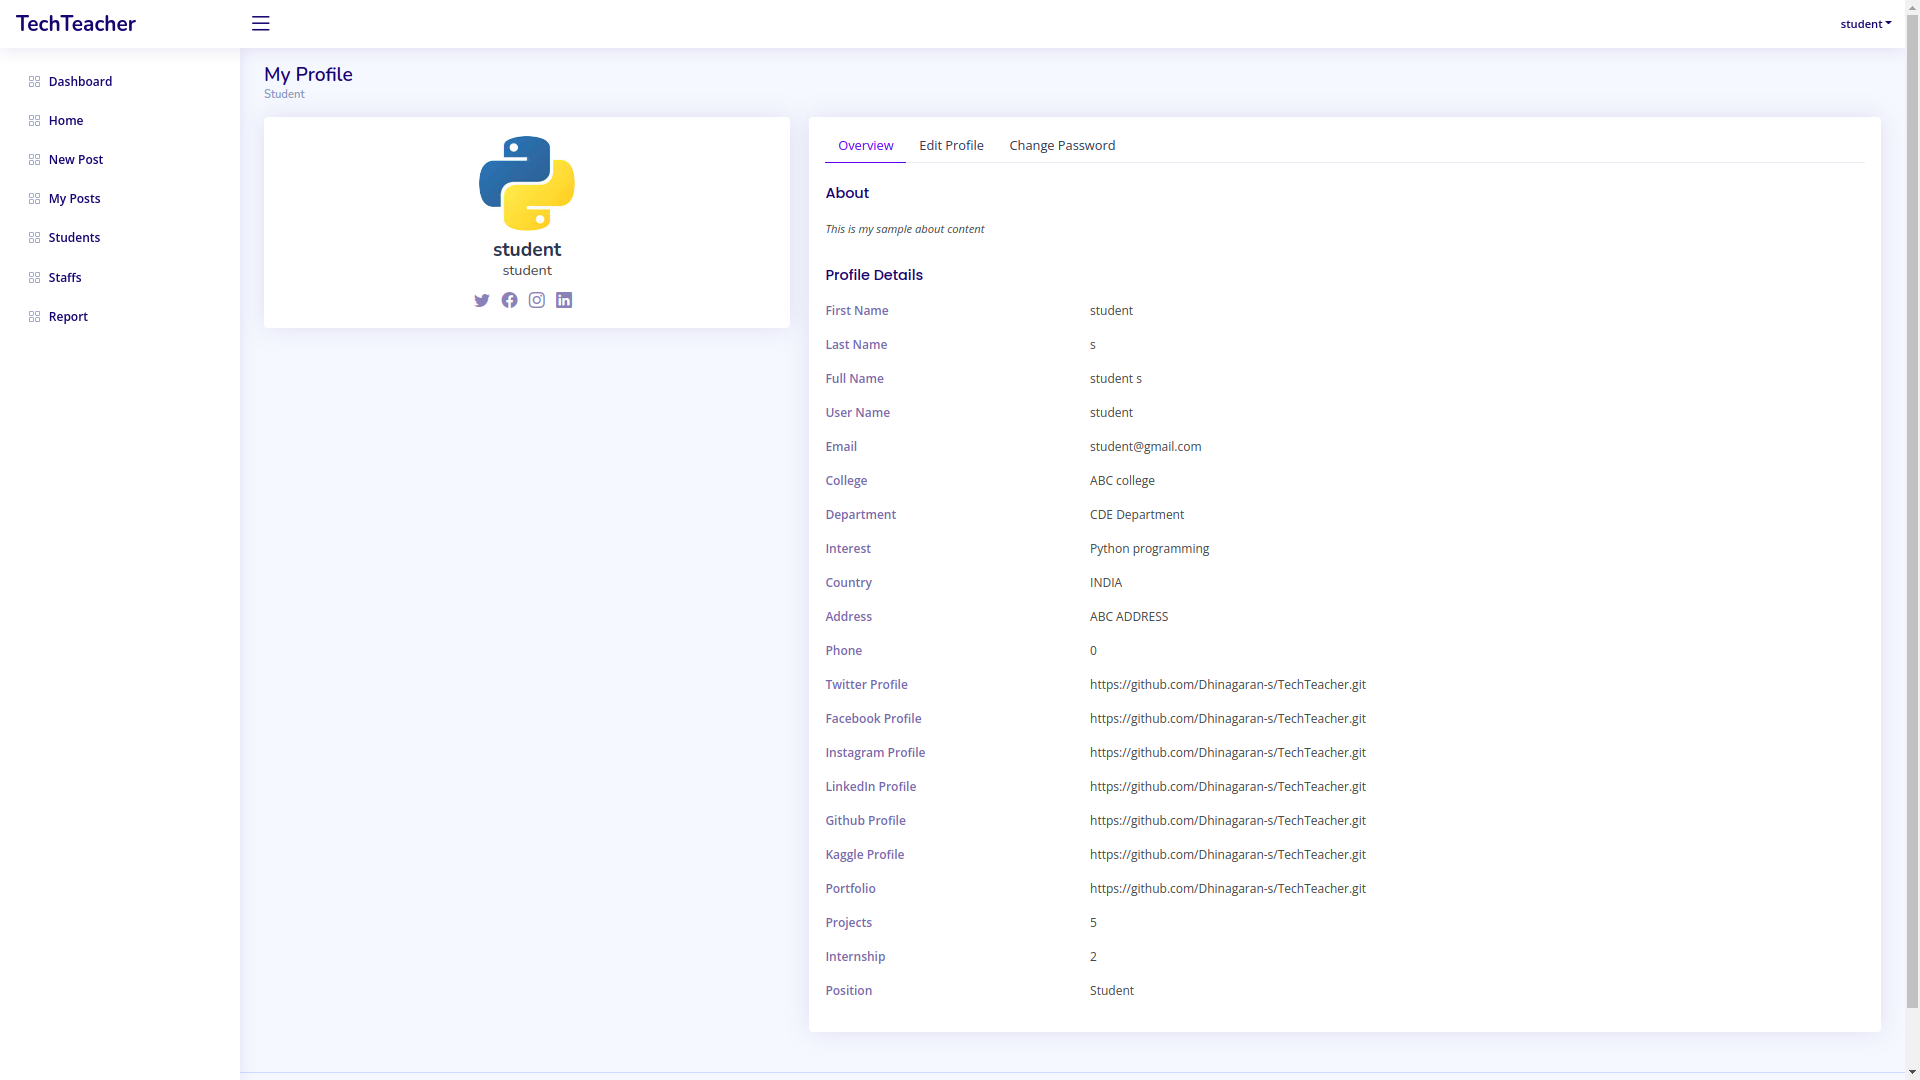 TechTeacher
student
Dashboard
Home
New Post
My Posts
Students
Staffs
Report
My Profile
Student
student
student
Overview Edit Profile Change Password
About
This is my sample about content
Profile Details
First Name student
Last Name s
Full Name student s
User Name student
Email student@gmail.com
College ABC college
Department CDE Department
Interest Python programming
Country INDIA
Address ABC ADDRESS
Phone 0
Twitter Profile https://github.com/Dhinagaran-s/TechTeacher.git
Facebook Profile https://github.com/Dhinagaran-s/TechTeacher.git
Instagram Profile https://github.com/Dhinagaran-s/TechTeacher.git
LinkedIn Profile https://github.com/Dhinagaran-s/TechTeacher.git
Github Profile https://github.com/Dhinagaran-s/TechTeacher.git
Kaggle Profile https://github.com/Dhinagaran-s/TechTeacher.git
Portfolio https://github.com/Dhinagaran-s/TechTeacher.git
Projects 5
Internship 2
Position Student